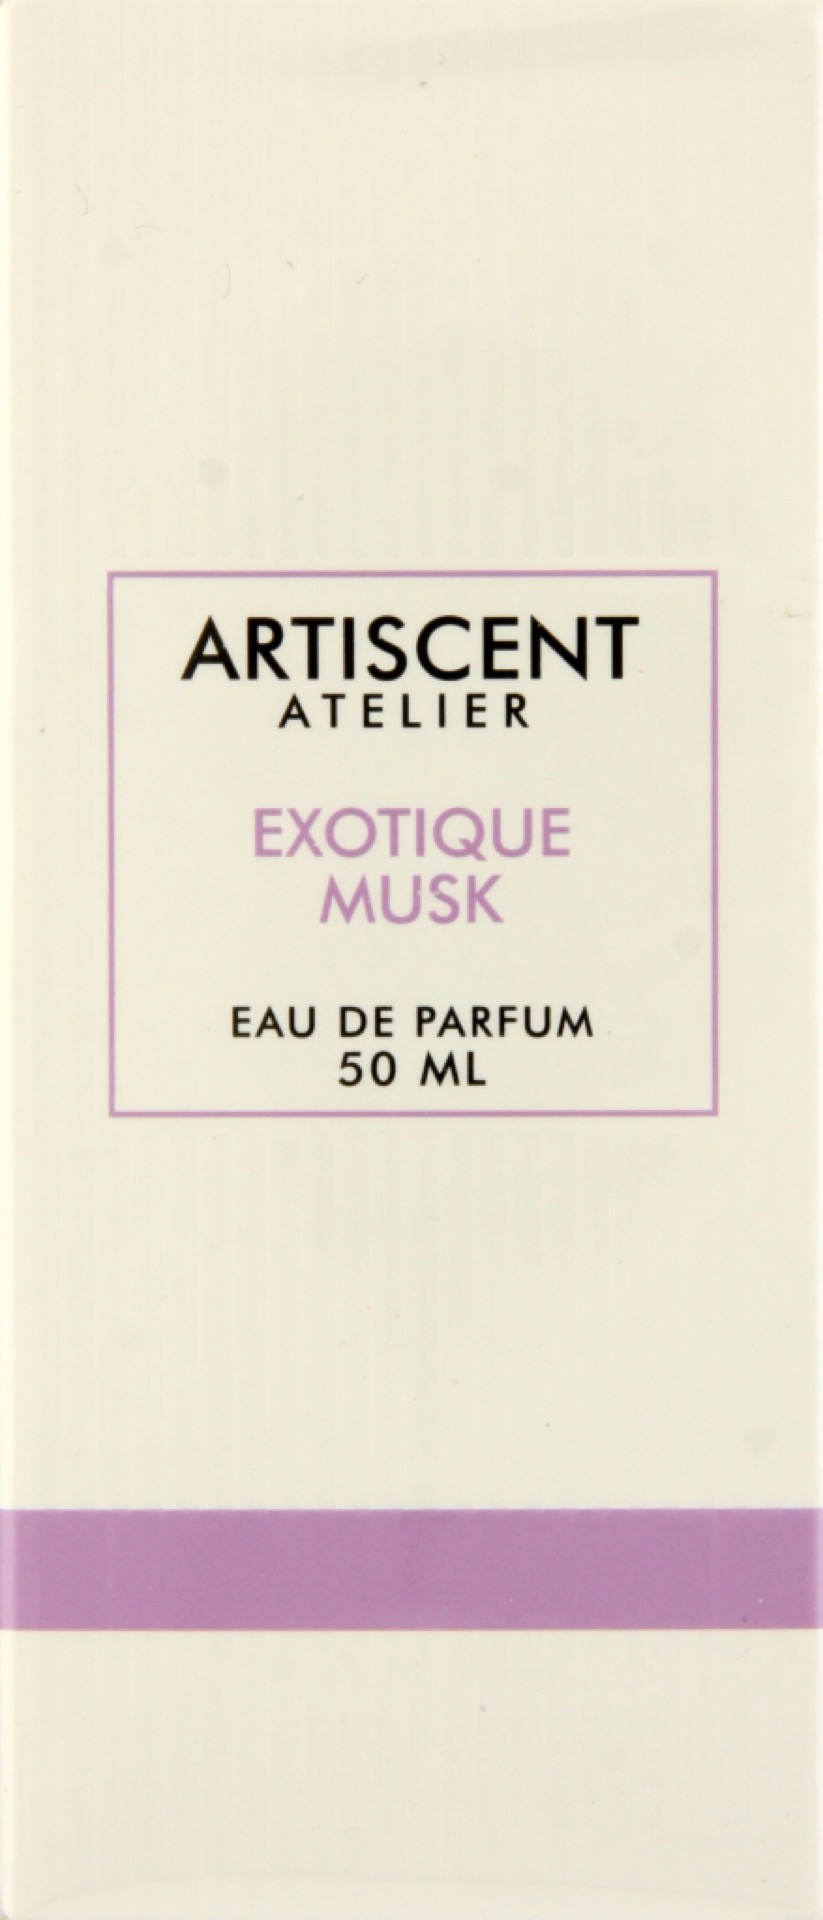 ARTISCENT
ATELIER
EXOTIQUE
MUSK
EAU DE PARFUM
50 ML